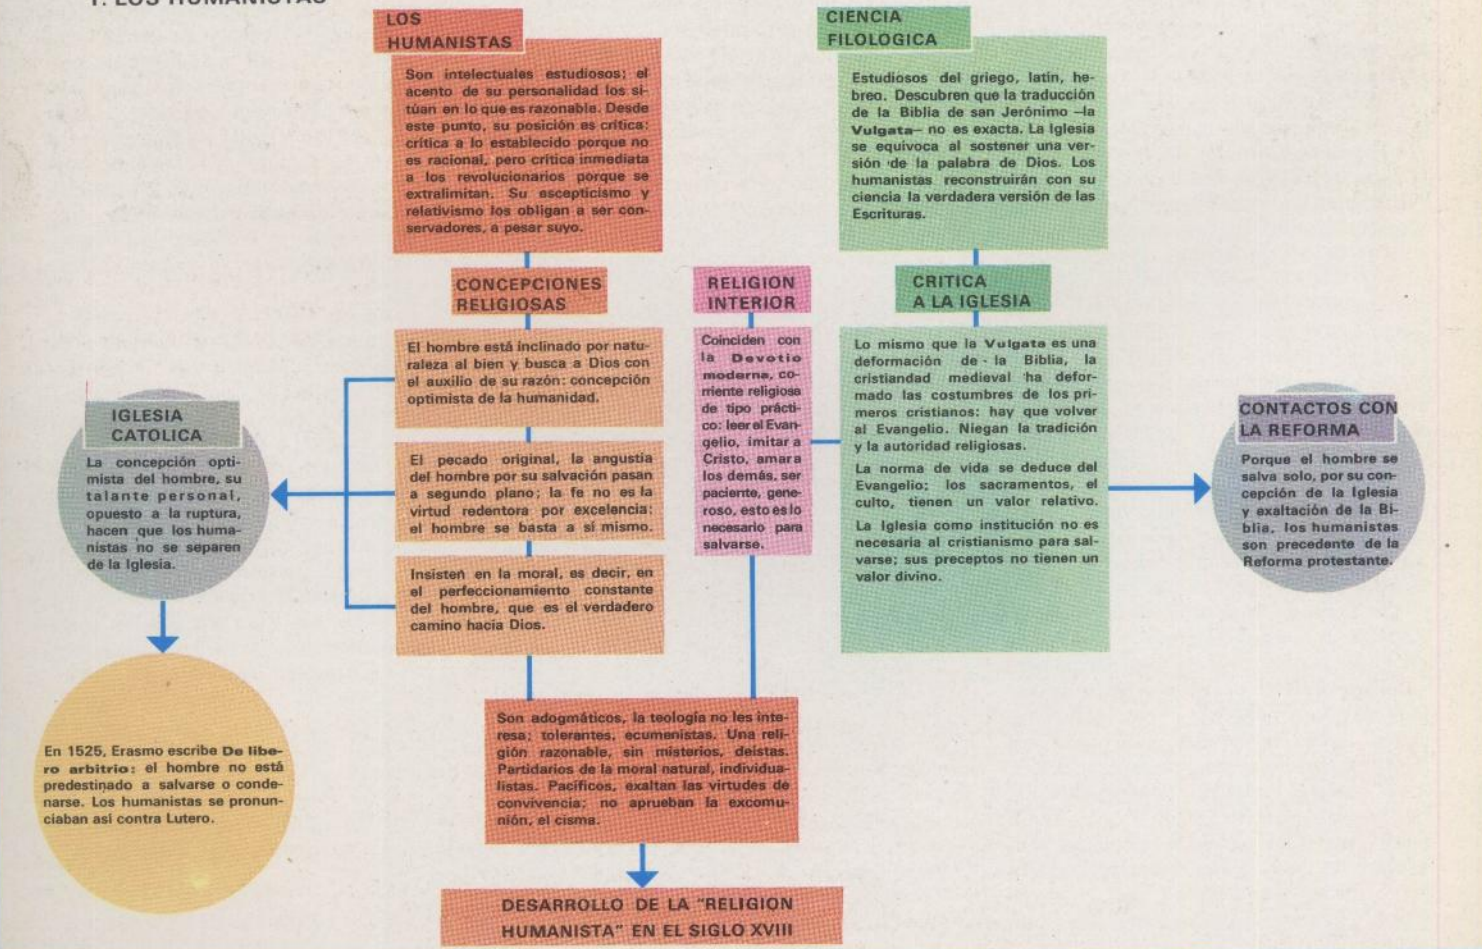 1. LOS HUMANISTAS
LOS
HUMANISTAS
Son intelectuales estudiosos; el
acento de su personalidad los si-
túan en lo que es razonable. Desde
este punto, su posición es crítica:
crítica a lo establecido porque no
es racional, pero crítica inmediata
a los revolucionarios porque se
extralimitan. Su escepticismo y
relativismo los obligan a ser con-
servadores, a pesar suyo.
CONCEPCIONES
RELIGIOSAS
El hombre está inclinado por natu-
raleza al bien y busca a Dios con
el auxilio de su razón: concepción
optimista de la humanidad.
El pecado original, la angustia
del hombre por su salvación pasan
a segundo plano; la fe no es la
virtud redentora por excelencia:
el hombre se basta a sí mismo.
Insisten en la moral, es decir, en
el perfeccionamiento constante
del hombre, que es el verdadero
camino hacia Dios.
IGLESIA
CATOLICA
La concepción opti-
mista del hombre, su
talante personal,
opuesto a la ruptura,
hacen que los huma-
nistas no se separen
de la Iglesia.
En 1525, Erasmo escribe De libe-
ro arbitrio: el hombre no está
predestinado a salvarse o conde-
narse. Los humanistas se pronun-
ciaban así contra Lutero.
RELIGION
INTERIOR
Coinciden con
la Devotio
moderna, co-
rriente religiosa
de tipo prácti-
co: leer el Evan-
gelio, imitar a
Cristo, amar a
los demás, ser
paciente, gene-
roso, esto es lo
necesario para
salvarse.
CIENCIA
FILOLOGICA
Estudiosos del griego, latín, he-
breo. Descubren que la traducción
de la Biblia de san Jerónimo —la
Vulgata— no es exacta. La Iglesia
se equivoca al sostener una ver-
sión de la palabra de Dios. Los
humanistas reconstruirán con su
ciencia la verdadera versión de las
Escrituras.
CRITICA
A LA IGLESIA
Lo mismo que la Vulgata es una
deformación de la Biblia, la
cristiandad medieval ha defor-
mado las costumbres de los pri-
meros cristianos: hay que volver
al Evangelio. Niegan la tradición
y la autoridad religiosas.
La norma de vida se deduce del
Evangelio; los sacramentos, el
culto, tienen un valor relativo.
La Iglesia como institución no es
necesaria al cristianismo para sal-
varse; sus preceptos no tienen un
valor divino.
CONTACTOS CON
LA REFORMA
Porque el hombre se
salva solo, por su con-
cepción de la Iglesia
y exaltación de la Bi-
blia, los humanistas
son precedente de la
Reforma protestante.
Son adogmáticos, la teología no les inte-
resa; tolerantes, ecumenistas. Una reli-
gión razonable, sin misterios, deístas.
Partidarios de la moral natural, individua-
listas. Pacíficos, exaltan las virtudes de
convivencia; no aprueban la excomu-
nión, el cisma.
DESARROLLO DE LA "RELIGION
HUMANISTA" EN EL SIGLO XVIII